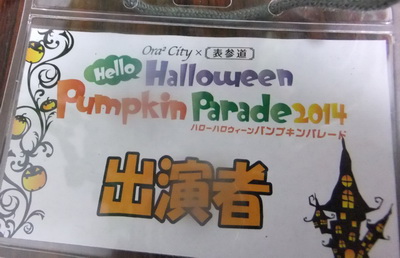 Ora² City × 表参道
Hello Halloween
Pumpkin Parade 2014
ハローハロウィーンパンプキンパレード
出演者